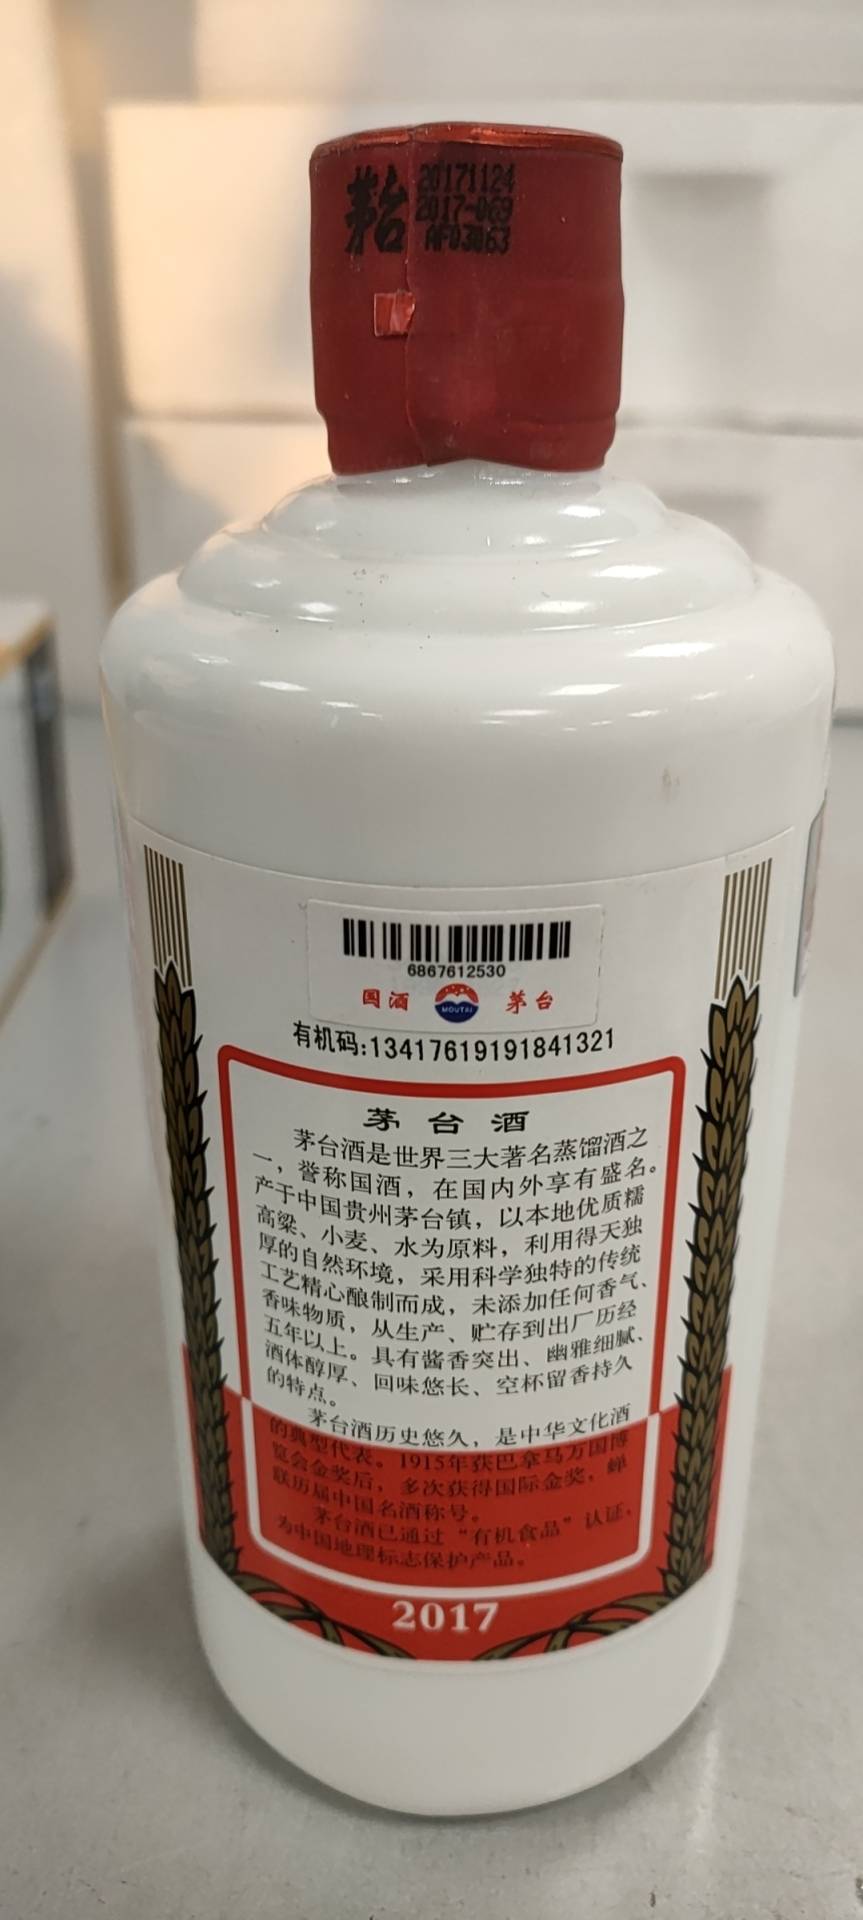 茅台
20171124
2017-069
AF03063
6867612530
国酒 MOUTAI 茅台
有机码:13417619191841321
茅台酒
茅台酒是世界三大著名蒸馏酒之
一，誉称国酒，在国内外享有盛名。
产于中国贵州茅台镇，以本地优质糯
高粱、小麦、水为原料，利用得天独
厚的自然环境，采用科学独特的传统
工艺精心酿制而成，未添加任何香气、
香味物质，从生产、贮存到出厂历经
五年以上。具有酱香突出、幽雅细腻、
酒体醇厚、回味悠长、空杯留香持久
的特点。
茅台酒历史悠久，是中华文化酒
的典型代表。1915年获巴拿马万国博
览会金奖后，多次获得国际金奖，蝉
联历届中国名酒称号。
茅台酒已通过“有机食品”认证，
为中国地理标志保护产品。
2017